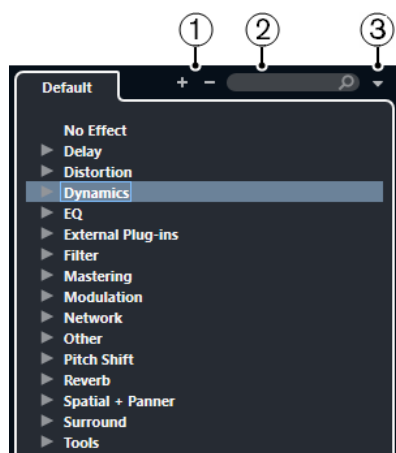 1 2 3
Default + −
No Effect
Delay
Distortion
Dynamics
EQ
External Plug-ins
Filter
Mastering
Modulation
Network
Other
Pitch Shift
Reverb
Spatial + Panner
Surround
Tools